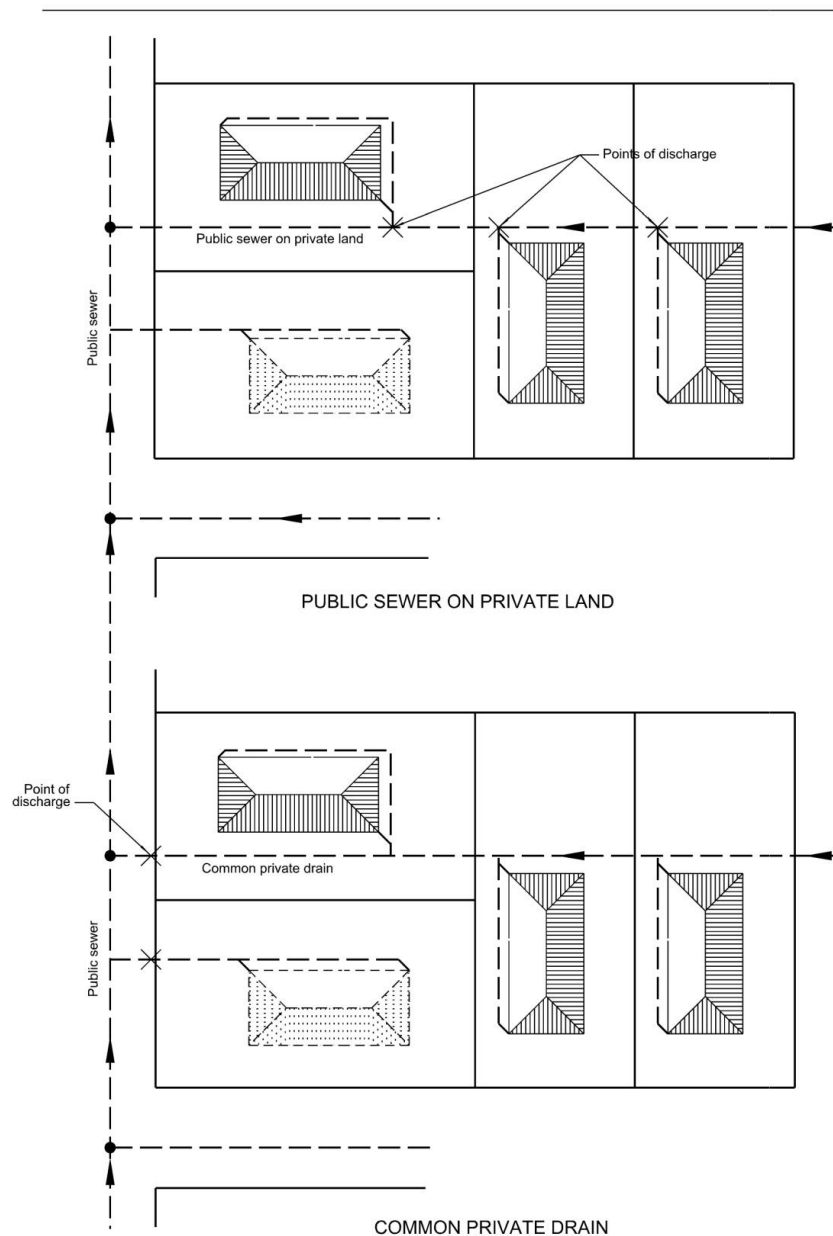 Points of discharge
Public sewer on private land
Public sewer
PUBLIC SEWER ON PRIVATE LAND
Point of
discharge
Common private drain
Public sewer
COMMON PRIVATE DRAIN